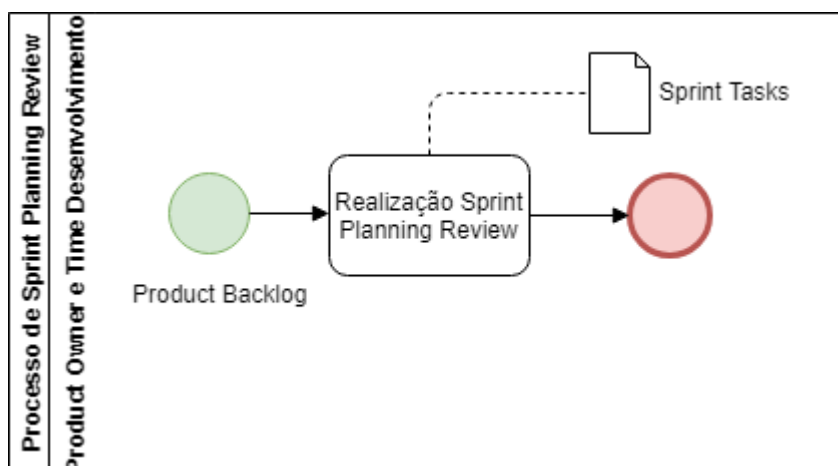 Processo de Sprint Planning Review
Product Owner e Time Desenvolvimento
Sprint Tasks
Realização Sprint
Planning Review
Product Backlog